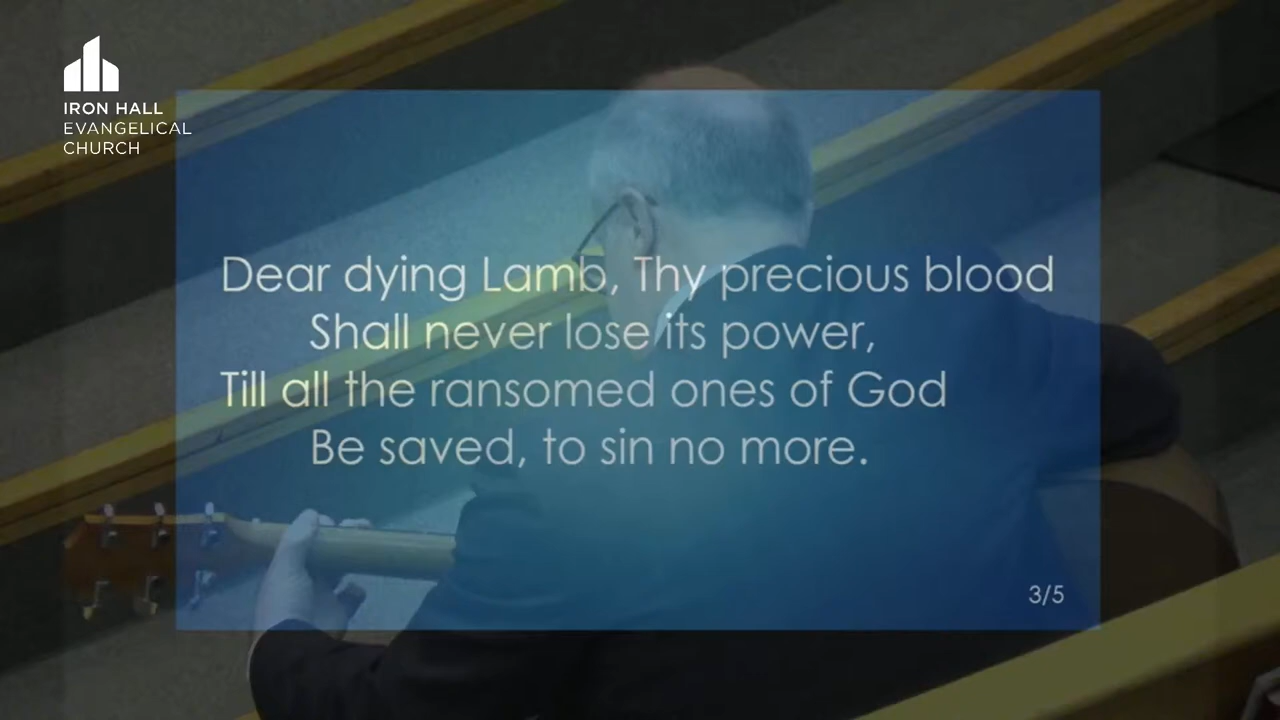 IRON HALL
EVANGELICAL
CHURCH
Dear dying Lamb, Thy precious blood
Shall never lose its power,
Till all the ransomed ones of God
Be saved, to sin no more.
3/5